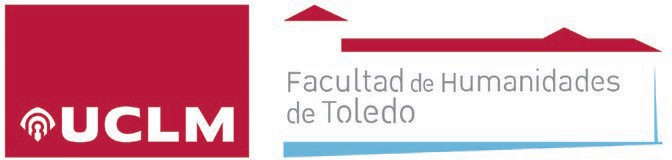 UCLM
Facultad de Humanidades
de Toledo